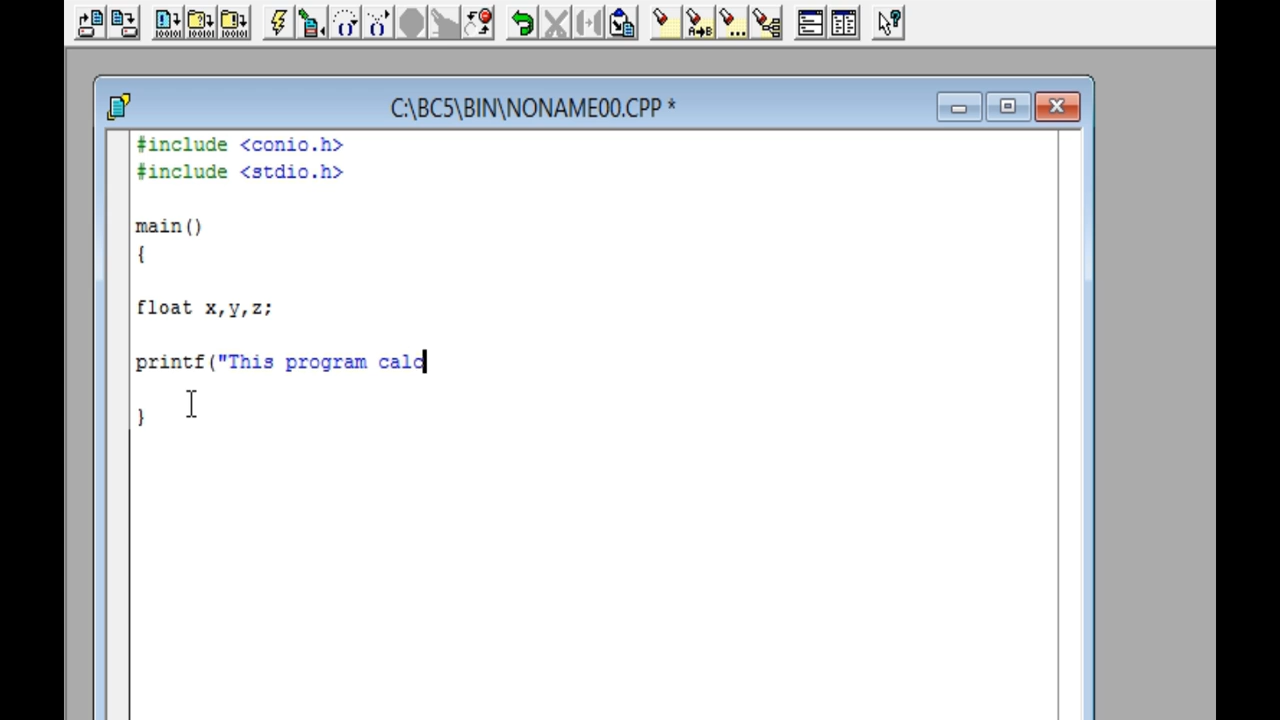 C:\BC5\BIN\NONAME00.CPP *
#include <conio.h>
#include <stdio.h>
main()
{
float x,y,z;
printf("This program calc
}